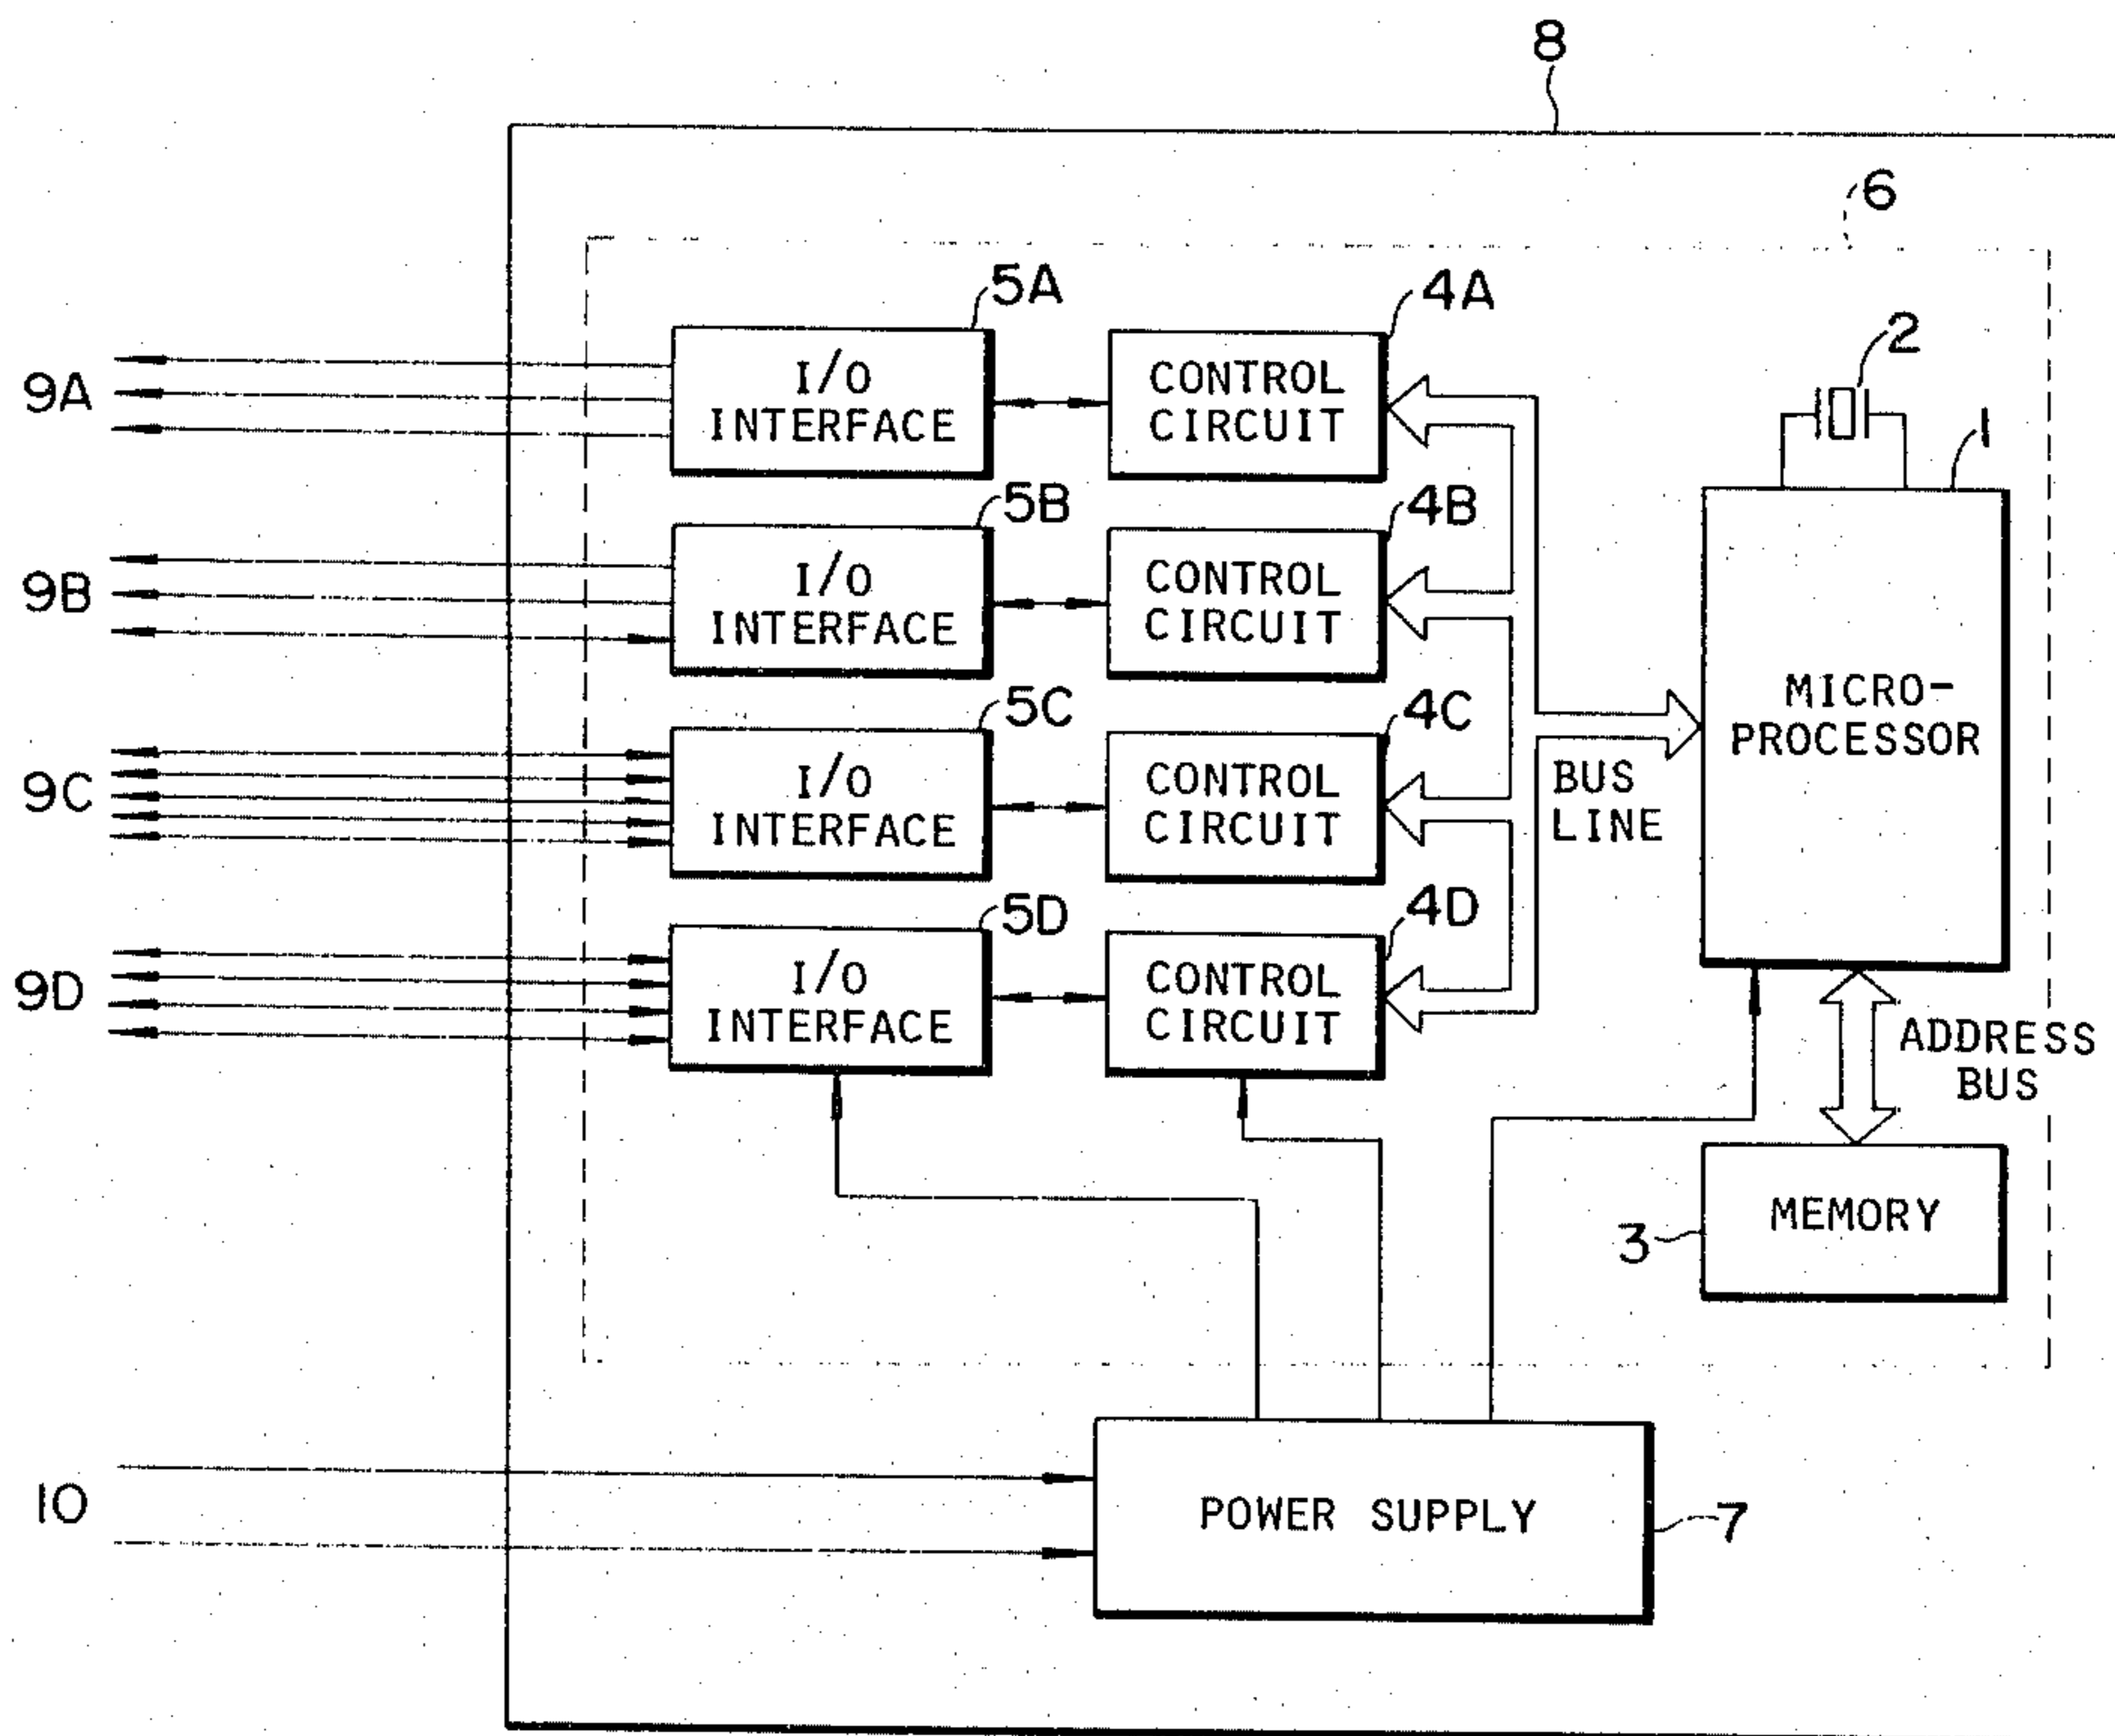 8
6
5A
4A
2
9A
I/O
INTERFACE
CONTROL
CIRCUIT
1
5B
4B
9B
I/O
INTERFACE
CONTROL
CIRCUIT
MICRO-
PROCESSOR
5C
4C
9C
I/O
INTERFACE
CONTROL
CIRCUIT
BUS
LINE
5D
4D
9D
I/O
INTERFACE
CONTROL
CIRCUIT
ADDRESS
BUS
3
MEMORY
10
POWER SUPPLY
7